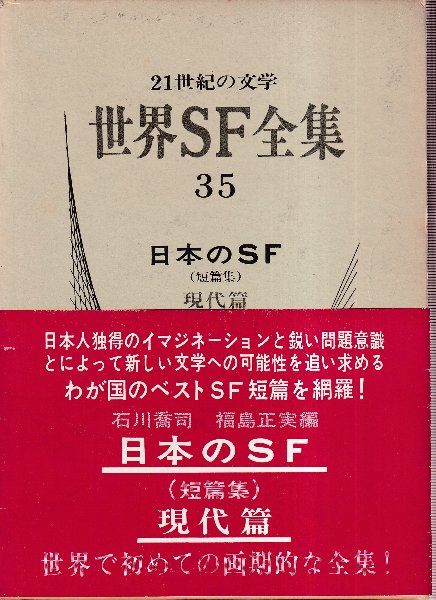 21世紀の文学
世界SF全集
35
日本のSF
(短篇集)
現代篇
日本人独得のイマジネーションと鋭い問題意識
とによって新しい文学への可能性を追い求める
わが国のベストSF短篇を網羅!
石川喬司 福島正実編
日本のSF
(短篇集)
現代篇
世界で初めての画期的な全集!